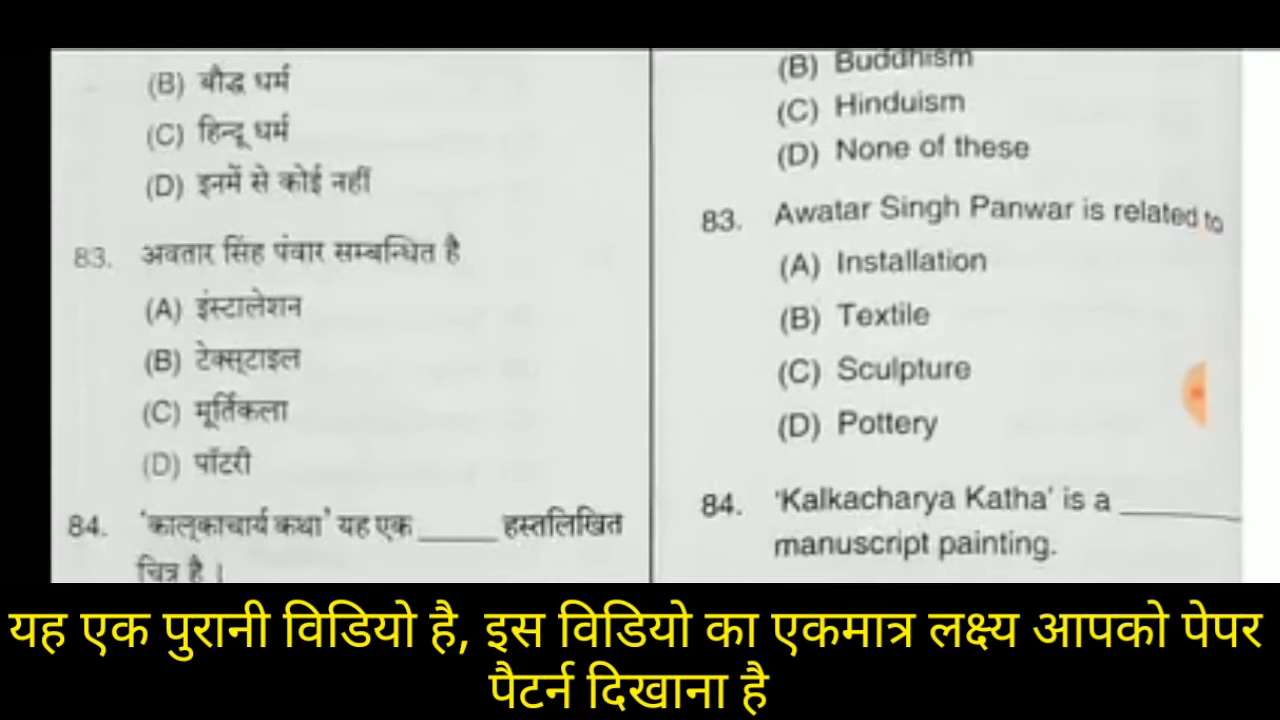 (B) बौद्ध धर्म
(C) हिन्दू धर्म
(D) इनमें से कोई नहीं
83. अवतार सिंह पंवार सम्बन्धित है
(A) इंस्टालेशन
(B) टेक्स्टाइल
(C) मूर्तिकला
(D) पॉटरी
84. 'काल्काचार्य कथा' यह एक _____ हस्तलिखित
चित्र है ।
(B) Buddhism
(C) Hinduism
(D) None of these
83. Awatar Singh Panwar is related to
(A) Installation
(B) Textile
(C) Sculpture
(D) Pottery
84. 'Kalkacharya Katha' is a _____
manuscript painting.
यह एक पुरानी विडियो है, इस विडियो का एकमात्र लक्ष्य आपको पेपर
पैटर्न दिखाना है